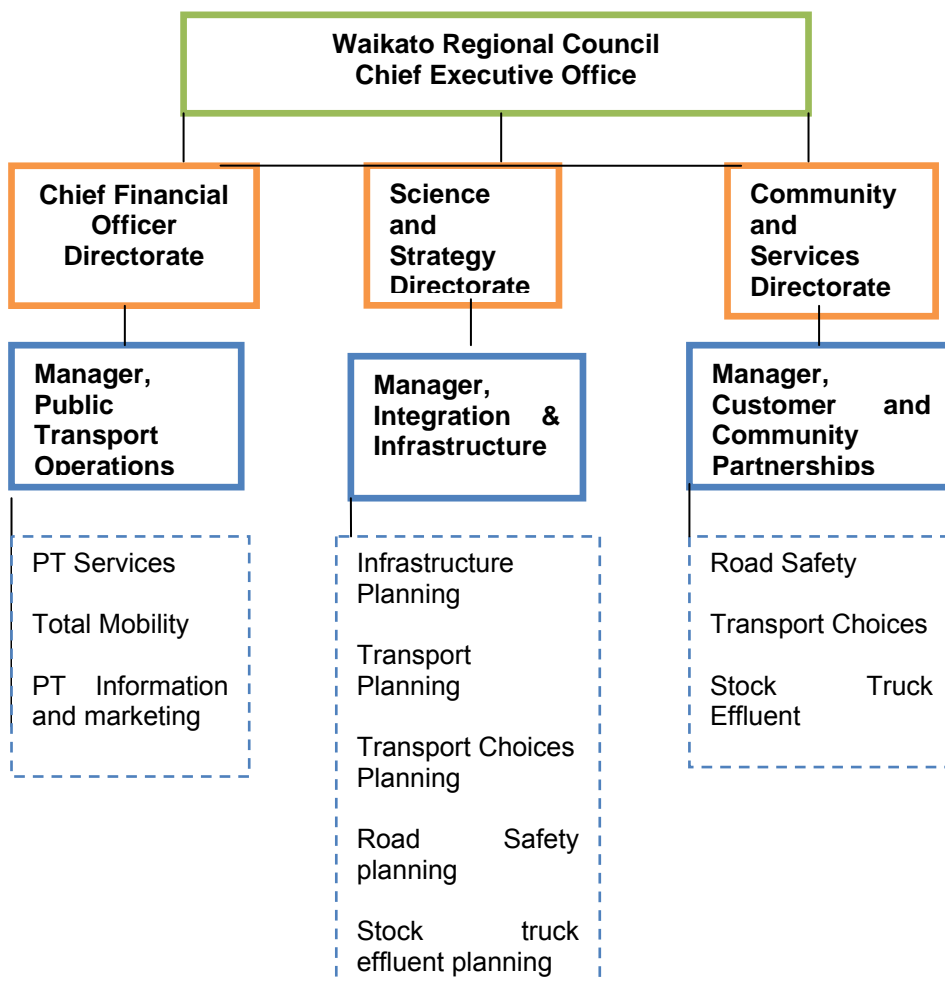 Waikato Regional Council
Chief Executive Office
Chief Financial
Officer
Directorate
Science
and
Strategy
Directorate
Community
and
Services
Directorate
Manager,
Public
Transport
Operations
Manager,
Integration &
Infrastructure
Manager,
Customer and
Community
Partnerships
PT Services
Total Mobility
PT Information
and marketing
Infrastructure
Planning
Transport
Planning
Transport Choices
Planning
Road Safety
planning
Stock truck
effluent planning
Road Safety
Transport Choices
Stock Truck
Effluent